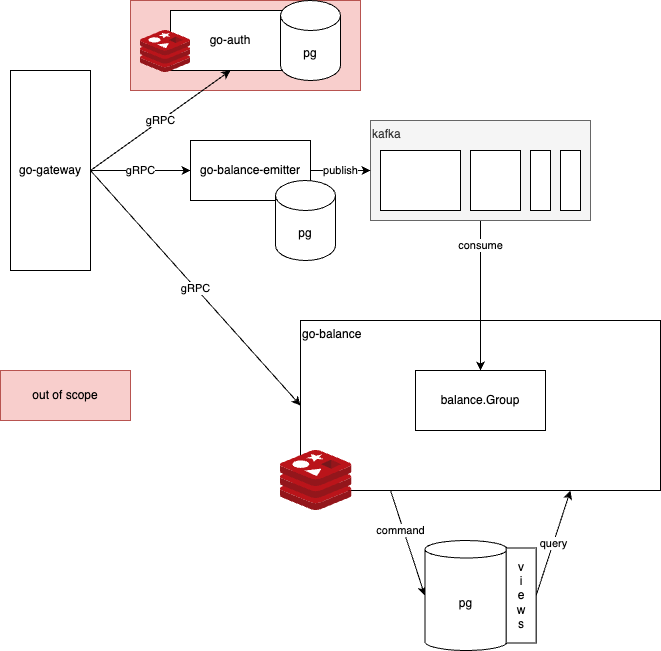 go-auth
pg
gRPC
kafka
go-gateway
gRPC
go-balance-emitter
publish
pg
consume
gRPC
go-balance
out of scope
balance.Group
command
query
pg
v
i
e
w
s